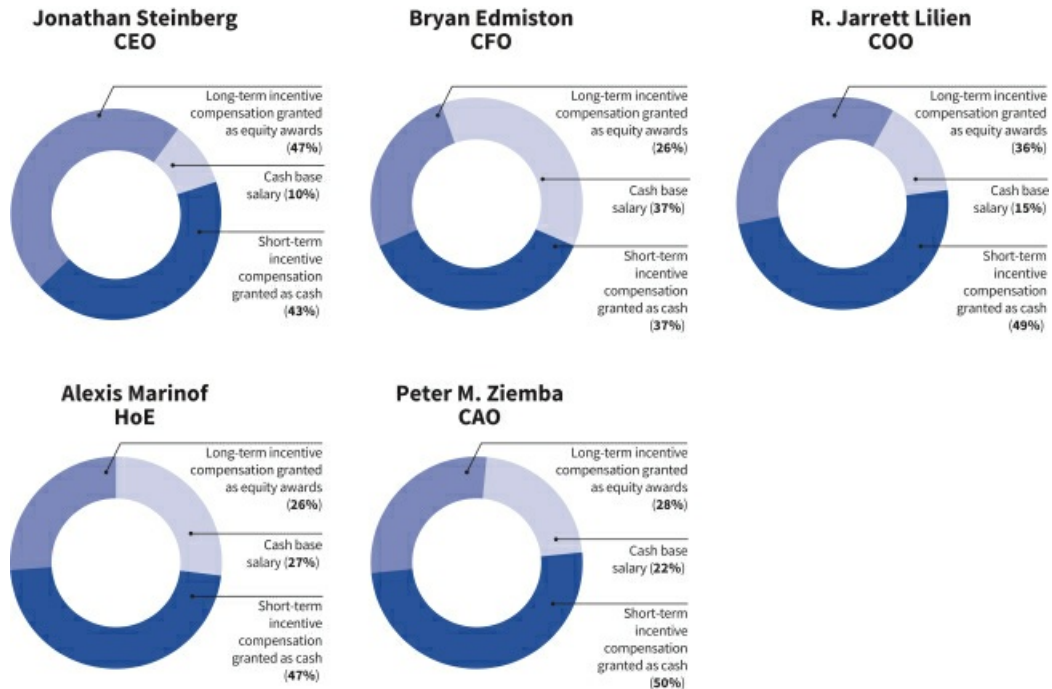 Jonathan Steinberg
CEO
Long-term incentive
compensation granted
as equity awards
(47%)
Cash base
salary (10%)
Short-term
incentive
compensation
granted as cash
(43%)
Bryan Edmiston
CFO
Long-term incentive
compensation granted
as equity awards
(26%)
Cash base
salary (37%)
Short-term
incentive
compensation
granted as cash
(37%)
R. Jarrett Lilien
COO
Long-term incentive
compensation granted
as equity awards
(36%)
Cash base
salary (15%)
Short-term
incentive
compensation
granted as cash
(49%)
Alexis Marinof
HoE
Long-term incentive
compensation granted
as equity awards
(26%)
Cash base
salary (27%)
Short-term
incentive
compensation
granted as cash
(47%)
Peter M. Ziemba
CAO
Long-term incentive
compensation granted
as equity awards
(28%)
Cash base
salary (22%)
Short-term
incentive
compensation
granted as cash
(50%)